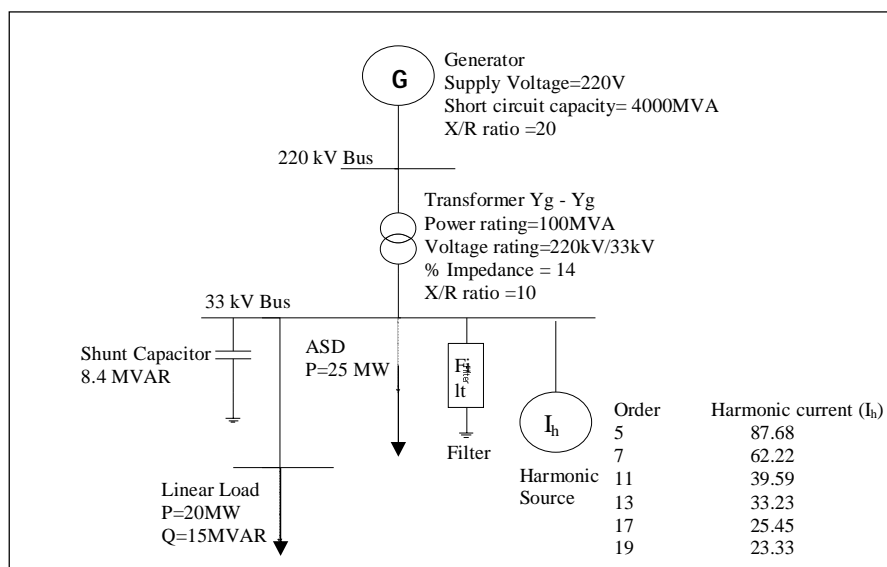 Generator
G
Supply Voltage=220V
Short circuit capacity= 4000MVA
X/R ratio =20
220 kV Bus
Transformer Yg - Yg
Power rating=100MVA
Voltage rating=220kV/33kV
% Impedance = 14
X/R ratio =10
33 kV Bus
Shunt Capacitor
8.4 MVAR
ASD
P=25 MW
Fi
lt
Filter
Iₕ
Harmonic
Source
Order Harmonic current (Iₕ)
5 87.68
7 62.22
11 39.59
13 33.23
17 25.45
19 23.33
Linear Load
P=20MW
Q=15MVAR